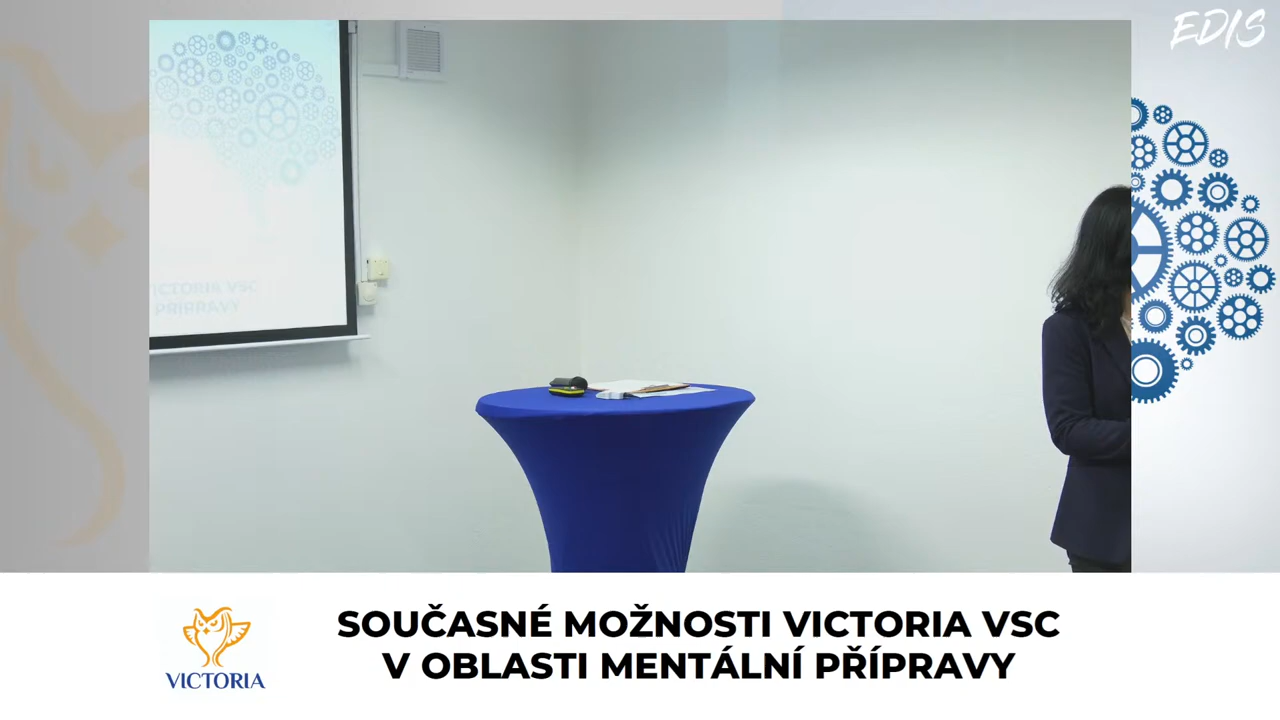 EDIS
VICTORIA VSC
PŘÍPRAVY
VICTORIA
SOUČASNÉ MOŽNOSTI VICTORIA VSC
V OBLASTI MENTÁLNÍ PŘÍPRAVY